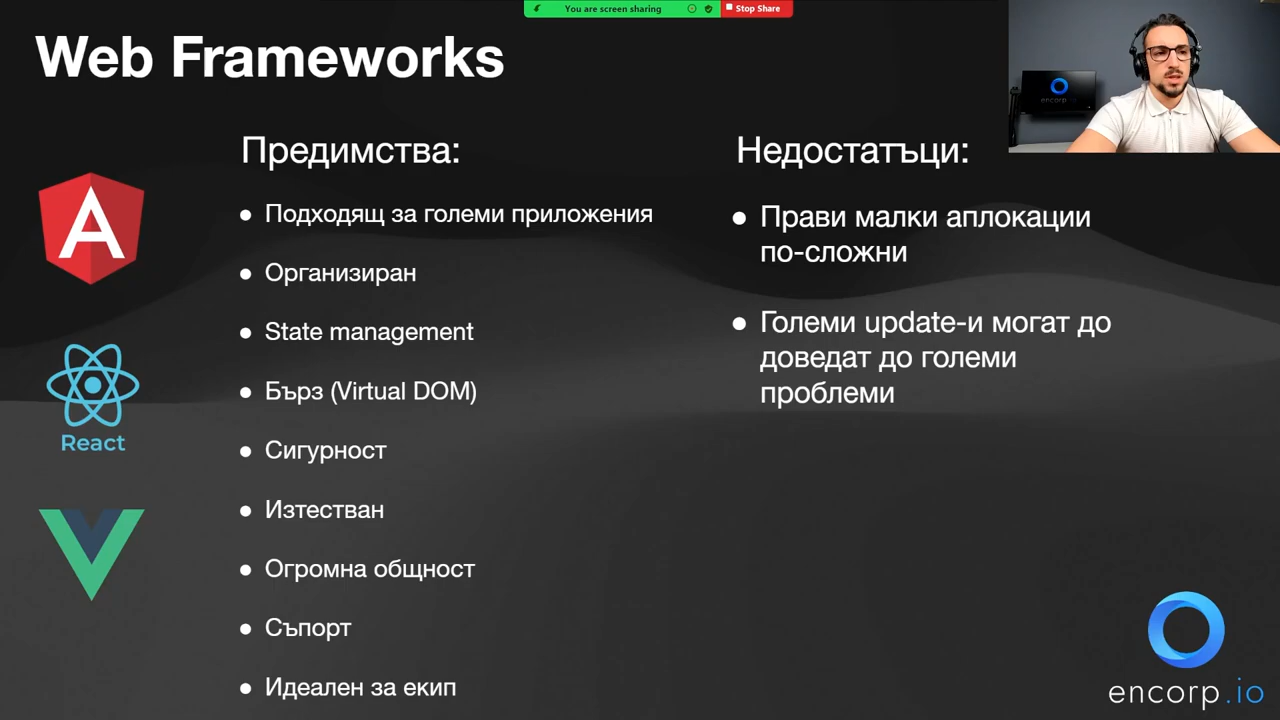 You are screen sharing
Stop Share
Web Frameworks
encorp.io
Предимства:
Недостатъци:
● Подходящ за големи приложения
● Организиран
● State management
● Бърз (Virtual DOM)
● Сигурност
● Изтестван
● Огромна общност
● Съпорт
● Идеален за екип
● Прави малки аплокации
по-сложни
● Големи update-и могат до
доведат до големи
проблеми
A
React
encorp.io